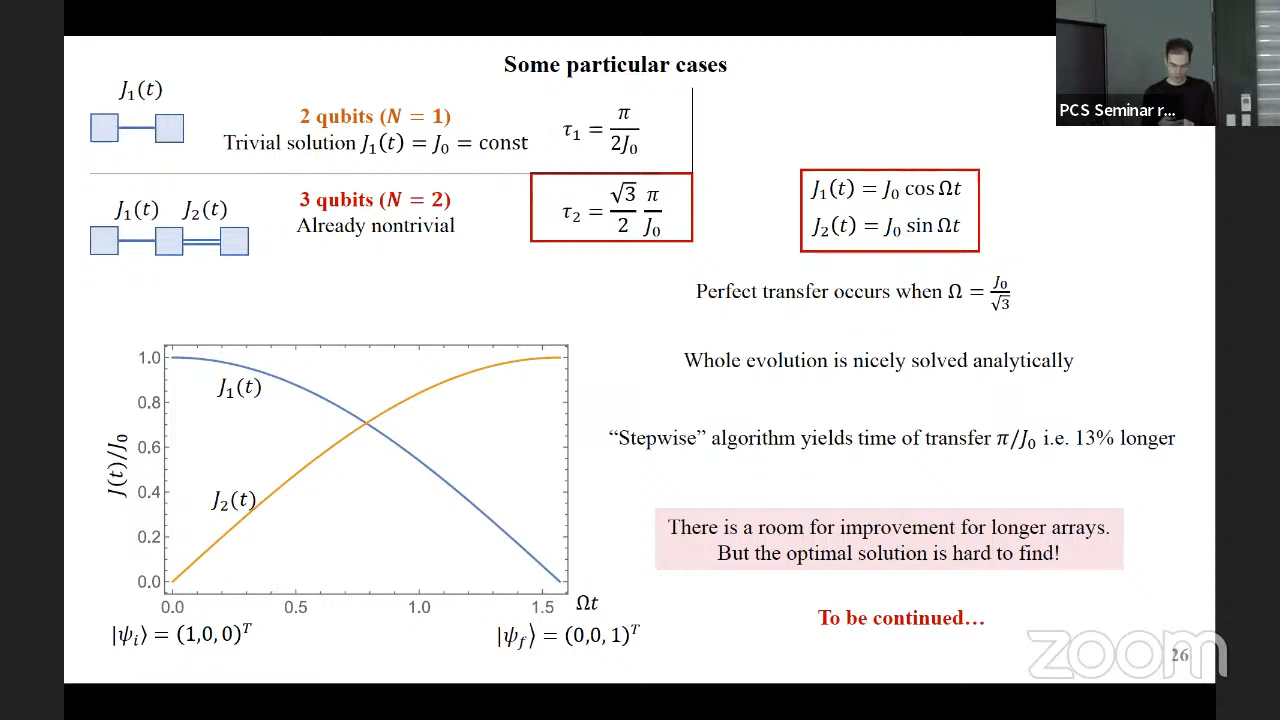 Some particular cases
J₁(t)
2 qubits (N = 1)
Trivial solution J₁(t) = J₀ = const
τ₁ = π / 2J₀
J₁(t) J₂(t)
3 qubits (N = 2)
Already nontrivial
τ₂ = √3/2 π/J₀
J₁(t) = J₀ cos Ωt
J₂(t) = J₀ sin Ωt
Perfect transfer occurs when Ω = J₀/√3
Whole evolution is nicely solved analytically
“Stepwise” algorithm yields time of transfer π/J₀ i.e. 13% longer
There is a room for improvement for longer arrays.
But the optimal solution is hard to find!
To be continued…
J(t)/J₀
1.0
0.8
0.6
0.4
0.2
0.0
J₁(t)
J₂(t)
0.0 0.5 1.0 1.5 Ωt
|ψᵢ⟩ = (1,0,0)ᵀ
|ψ_f⟩ = (0,0,1)ᵀ
PCS Seminar r...
zoom
26